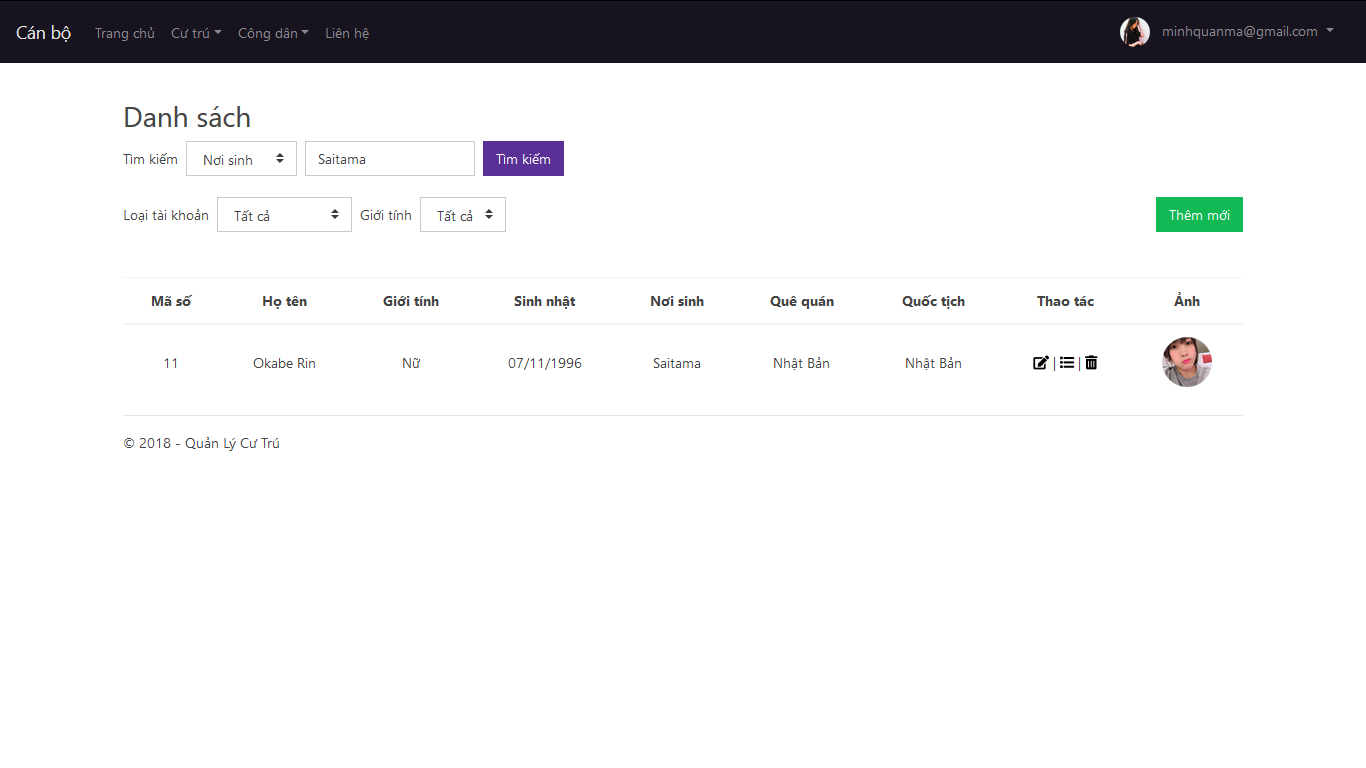 Cán bộ Trang chủ Cư trú Công dân Liên hệ minhquanma@gmail.com
Danh sách
Tìm kiếm Nơi sinh Saitama Tìm kiếm
Loại tài khoản Tất cả Giới tính Tất cả Thêm mới
Mã số Họ tên Giới tính Sinh nhật Nơi sinh Quê quán Quốc tịch Thao tác Ảnh
11 Okabe Rin Nữ 07/11/1996 Saitama Nhật Bản Nhật Bản | |
© 2018 - Quản Lý Cư Trú